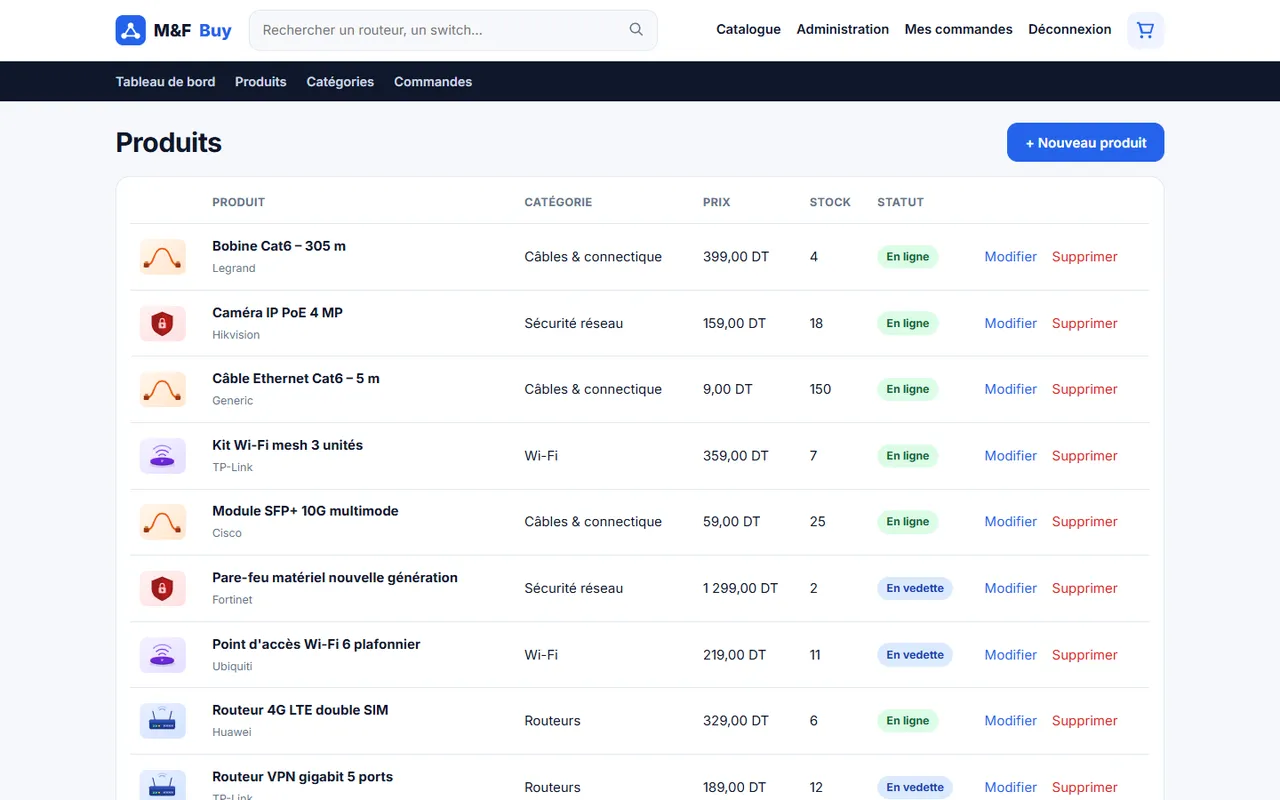 M&F Buy
Rechercher un routeur, un switch...
Catalogue Administration Mes commandes Déconnexion
Tableau de bord Produits Catégories Commandes
Produits
+ Nouveau produit
PRODUIT CATÉGORIE PRIX STOCK STATUT
Bobine Cat6 – 305 m
Legrand
Câbles & connectique 399,00 DT 4 En ligne Modifier Supprimer
Caméra IP PoE 4 MP
Hikvision
Sécurité réseau 159,00 DT 18 En ligne Modifier Supprimer
Câble Ethernet Cat6 – 5 m
Generic
Câbles & connectique 9,00 DT 150 En ligne Modifier Supprimer
Kit Wi-Fi mesh 3 unités
TP-Link
Wi-Fi 359,00 DT 7 En ligne Modifier Supprimer
Module SFP+ 10G multimode
Cisco
Câbles & connectique 59,00 DT 25 En ligne Modifier Supprimer
Pare-feu matériel nouvelle génération
Fortinet
Sécurité réseau 1 299,00 DT 2 En vedette Modifier Supprimer
Point d'accès Wi-Fi 6 plafonnier
Ubiquiti
Wi-Fi 219,00 DT 11 En vedette Modifier Supprimer
Routeur 4G LTE double SIM
Huawei
Routeurs 329,00 DT 6 En ligne Modifier Supprimer
Routeur VPN gigabit 5 ports
TP-Link
Routeurs 189,00 DT 12 En vedette Modifier Supprimer